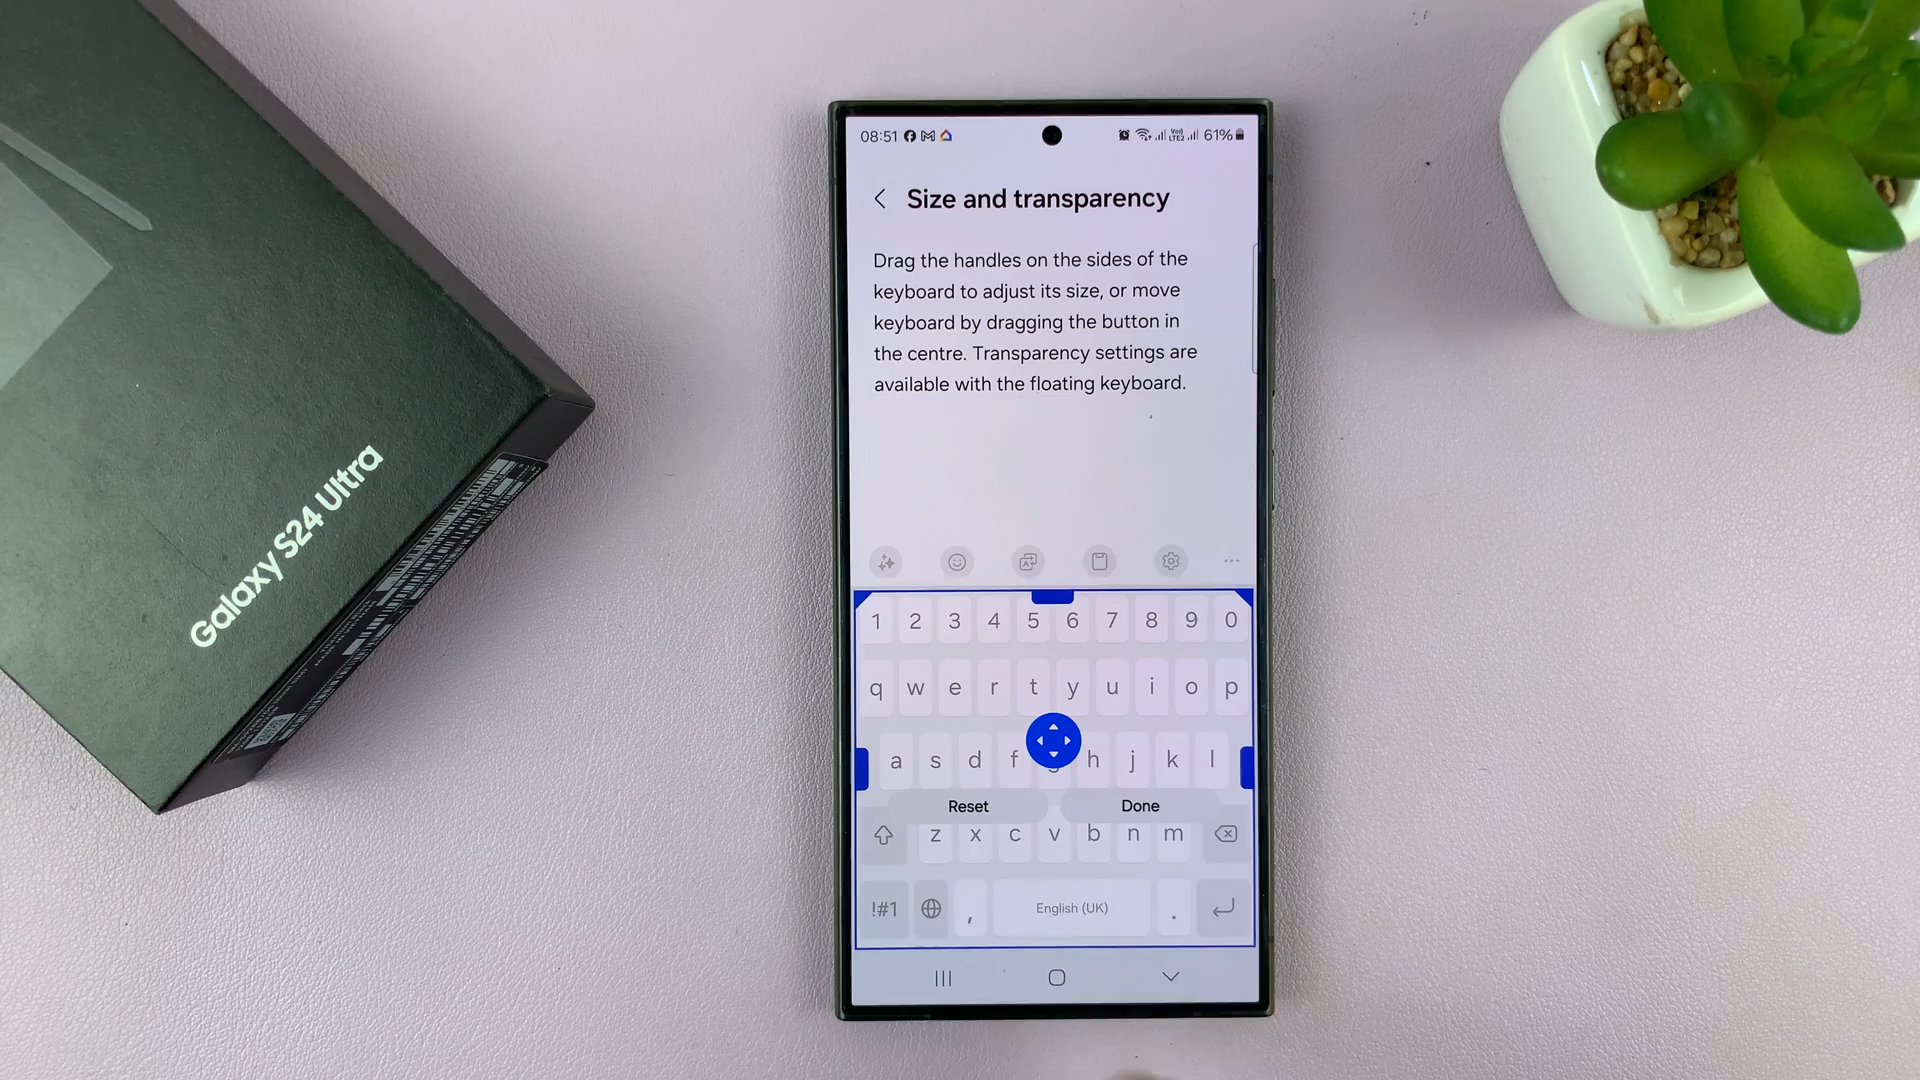 Galaxy S24 Ultra
08:51
61%
Size and transparency
Drag the handles on the sides of the
keyboard to adjust its size, or move
keyboard by dragging the button in
the centre. Transparency settings are
available with the floating keyboard.
1 2 3 4 5 6 7 8 9 0
q w e r t y u i o p
a s d f g h j k l
Reset Done
z x c v b n m
!#1 , English (UK) .